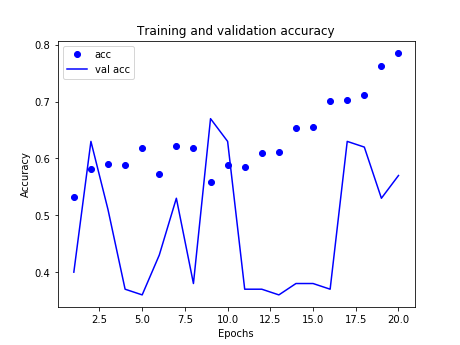 Training and validation accuracy
acc
val acc
0.8
0.7
0.6
0.5
0.4
Accuracy
2.5 5.0 7.5 10.0 12.5 15.0 17.5 20.0
Epochs